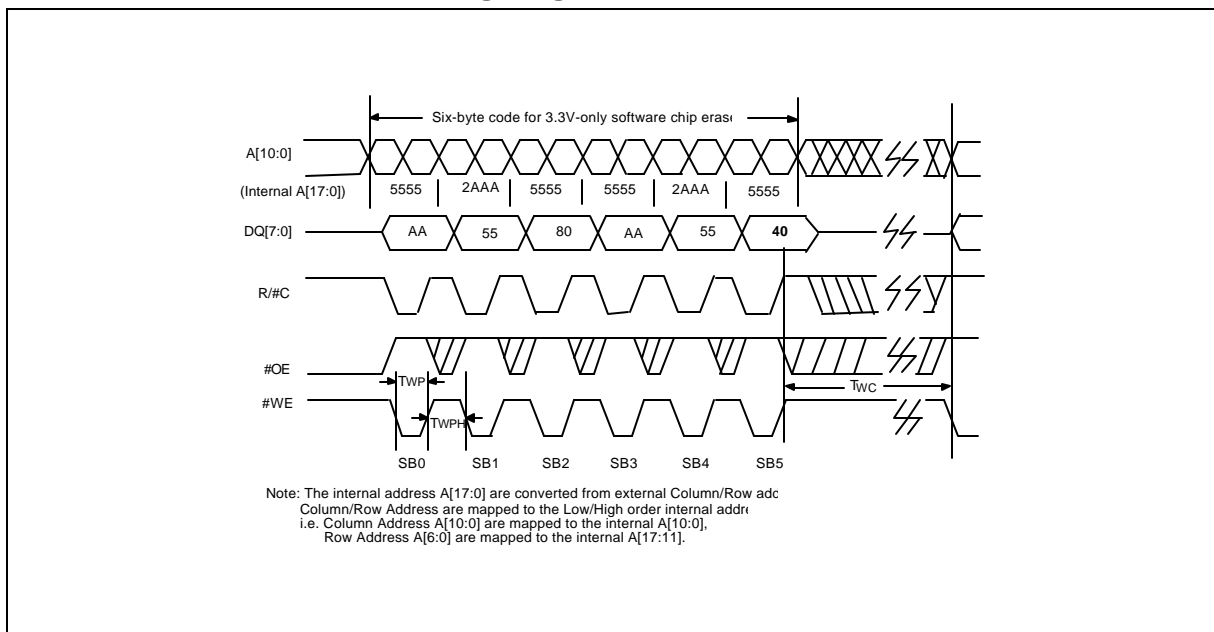 Six-byte code for 3.3V-only software chip
A[10:0]
(Internal A[17:0])
5555 2AAA 5555 5555 2AAA 5555
DQ[7:0]
AA 55 80 AA 55 40
R/#C
#OE
TWP
TWC
#WE
TWPH
SB0 SB1 SB2 SB3 SB4 SB5
Note: The internal address A[17:0] are converted from external Column/Row
Column/Row Address are mapped to the Low/High order internal
i.e. Column Address A[10:0] are mapped to the internal A[10:0],
Row Address A[6:0] are mapped to the internal A[17:11].